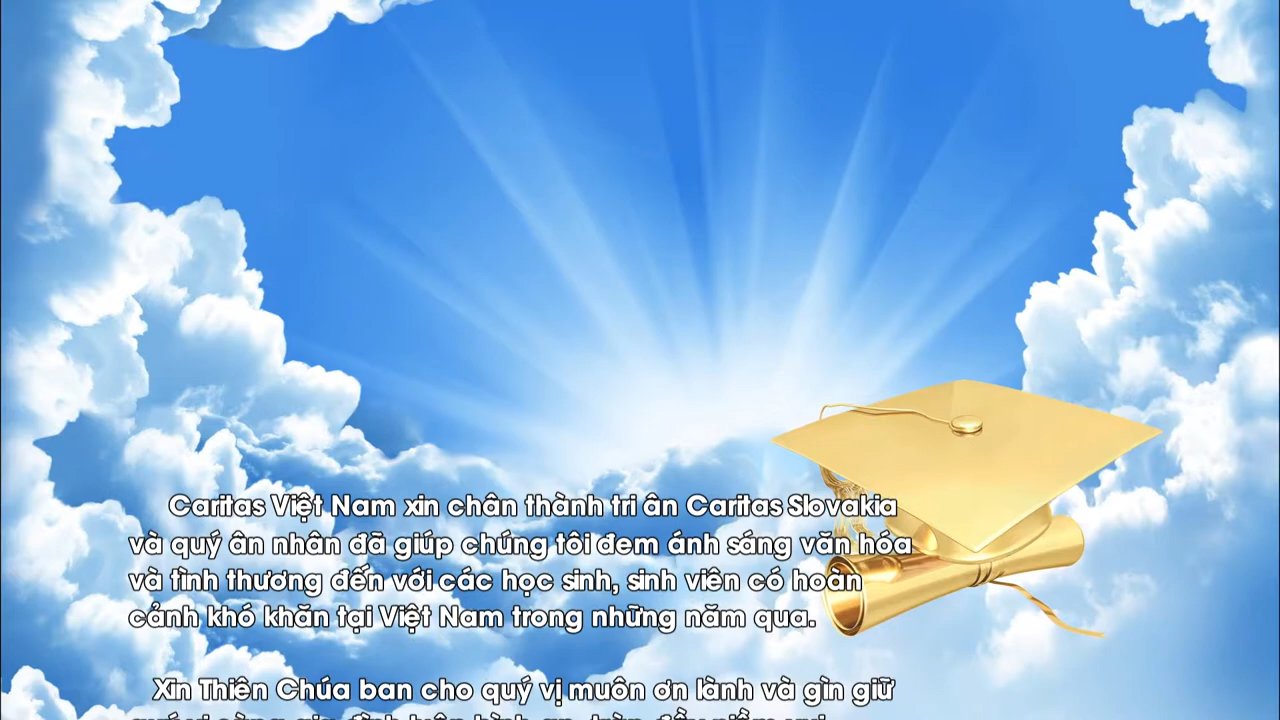 Caritas Việt Nam xin chân thành tri ân Caritas Slovakia
và quý ân nhân đã giúp chúng tôi đem ánh sáng văn hóa
và tình thương đến với các học sinh, sinh viên có hoàn
cảnh khó khăn tại Việt Nam trong những năm qua.
Xin Thiên Chúa ban cho quý vị muôn ơn lành và gìn giữ